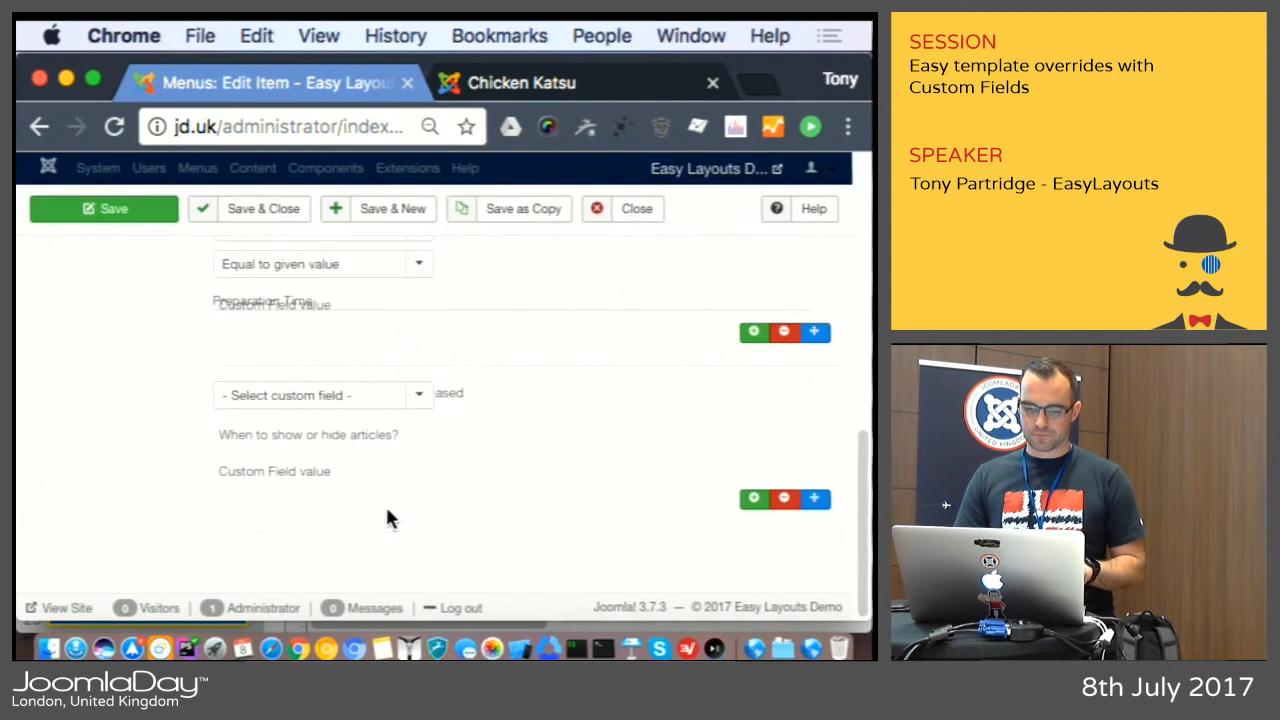 Chrome File Edit View History Bookmarks People Window Help
Menus: Edit Item - Easy Layou
Chicken Katsu
Tony
jd.uk/administrator/index...
System Users Menus Content Components Extensions Help
Easy Layouts D...
Save
Save & Close
Save & New
Save as Copy
Close
Help
Equal to given value
Preparation Time
Custom Field value
- Select custom field -
ased
When to show or hide articles?
Custom Field value
View Site
0 Visitors
1 Administrator
0 Messages
Log out
Joomla! 3.7.3 — © 2017 Easy Layouts Demo
SESSION
Easy template overrides with
Custom Fields
SPEAKER
Tony Partridge - EasyLayouts
JOOMLADA
UNITED KINGDOM
JoomlaDay™
London, United Kingdom
8th July 2017